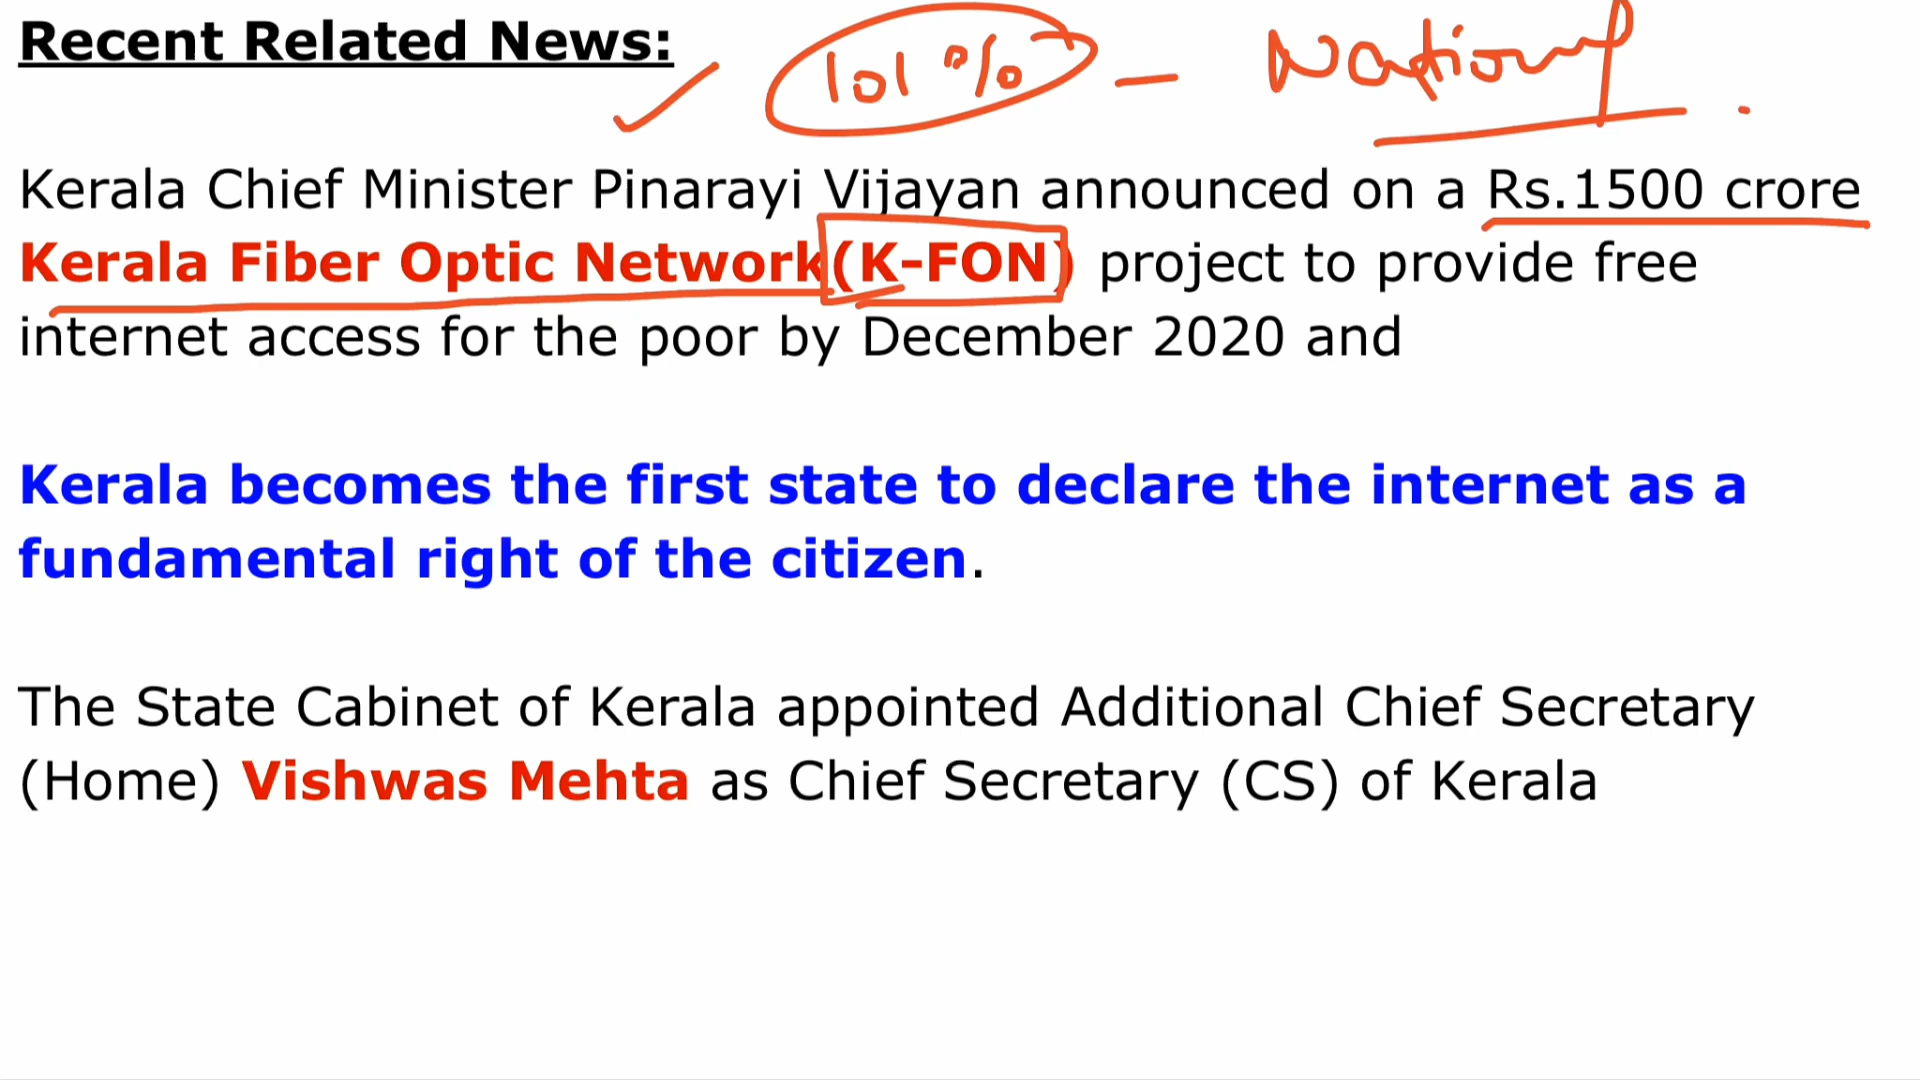 Recent Related News:
101 % - National
Kerala Chief Minister Pinarayi Vijayan announced on a Rs.1500 crore
Kerala Fiber Optic Network(K-FON) project to provide free
internet access for the poor by December 2020 and
Kerala becomes the first state to declare the internet as a
fundamental right of the citizen.
The State Cabinet of Kerala appointed Additional Chief Secretary
(Home) Vishwas Mehta as Chief Secretary (CS) of Kerala